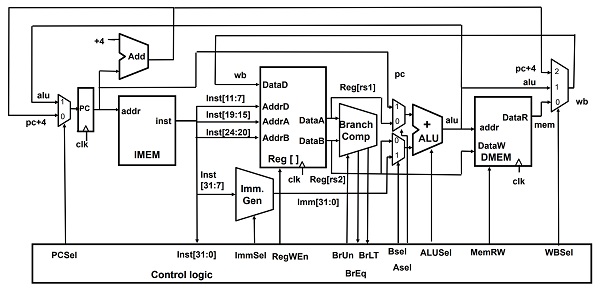 +4
Add
alu
pc+4
1
0
PC
clk
addr
inst
IMEM
Inst[11:7]
Inst[19:15]
Inst[24:20]
Inst
[31:7]
wb
DataD
AddrD
AddrA
AddrB
DataA
DataB
Reg [ ]
clk
Reg[rs1]
Reg[rs2]
Imm.
Gen
Imm[31:0]
Branch
Comp
pc
1
0
0
1
+
ALU
alu
addr
DataW
DataR
DMEM
clk
mem
pc+4
alu
2
1
0
wb
PCSel
Inst[31:0]
ImmSel
RegWEn
BrUn
BrEq
BrLT
Bsel
Asel
ALUSel
MemRW
WBSel
Control logic